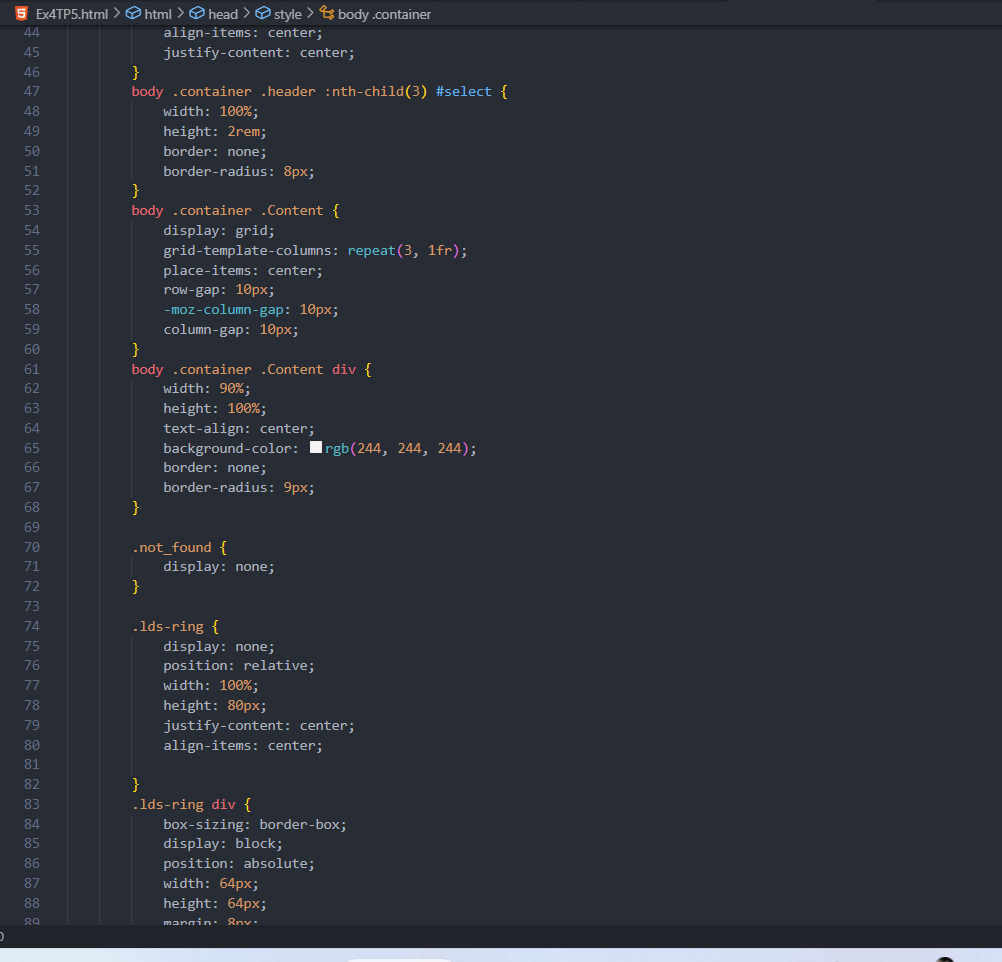 Ex4TP5.html > html > head > style > body .container
44 align-items: center;
45 justify-content: center;
46 }
47 body .container .header :nth-child(3) #select {
48 width: 100%;
49 height: 2rem;
50 border: none;
51 border-radius: 8px;
52 }
53 body .container .Content {
54 display: grid;
55 grid-template-columns: repeat(3, 1fr);
56 place-items: center;
57 row-gap: 10px;
58 -moz-column-gap: 10px;
59 column-gap: 10px;
60 }
61 body .container .Content div {
62 width: 90%;
63 height: 100%;
64 text-align: center;
65 background-color: rgb(244, 244, 244);
66 border: none;
67 border-radius: 9px;
68 }
69
70 .not_found {
71 display: none;
72 }
73
74 .lds-ring {
75 display: none;
76 position: relative;
77 width: 100%;
78 height: 80px;
79 justify-content: center;
80 align-items: center;
81
82 }
83 .lds-ring div {
84 box-sizing: border-box;
85 display: block;
86 position: absolute;
87 width: 64px;
88 height: 64px;
89 margin: 8px;